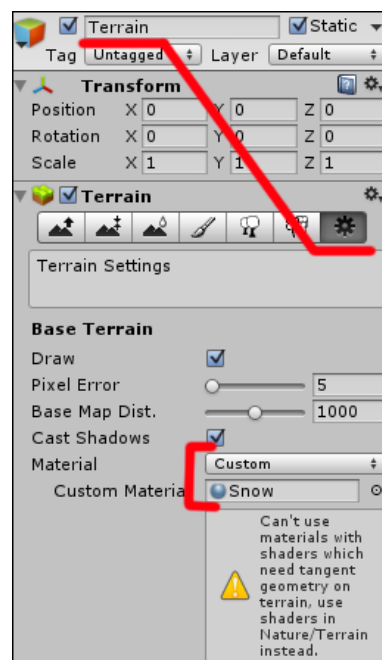 Terrain Static
Tag Untagged Layer Default
Transform
Position X 0 Y 0 Z 0
Rotation X 0 Y 0 Z 0
Scale X 1 Y 1 Z 1
Terrain
Terrain Settings
Base Terrain
Draw
Pixel Error 5
Base Map Dist. 1000
Cast Shadows
Material Custom
Custom Materia Snow
Can't use
materials with
shaders which
need tangent
geometry on
terrain, use
shaders in
Nature/Terrain
instead.